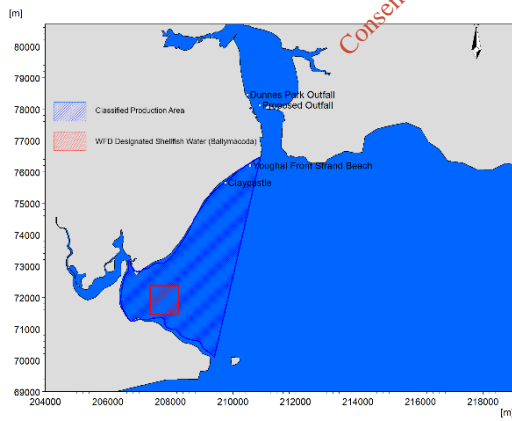 [m]
Consen
80000
79000
78000
77000
76000
75000
74000
73000
72000
71000
70000
69000
Classified Production Area
WFD Designated Shellfish Water (Ballymacoda)
Dunnes Park Outfall
Proposed Outfall
Youghal Front Strand Beach
Claycastle
204000 206000 208000 210000 212000 214000 216000 218000
[m]